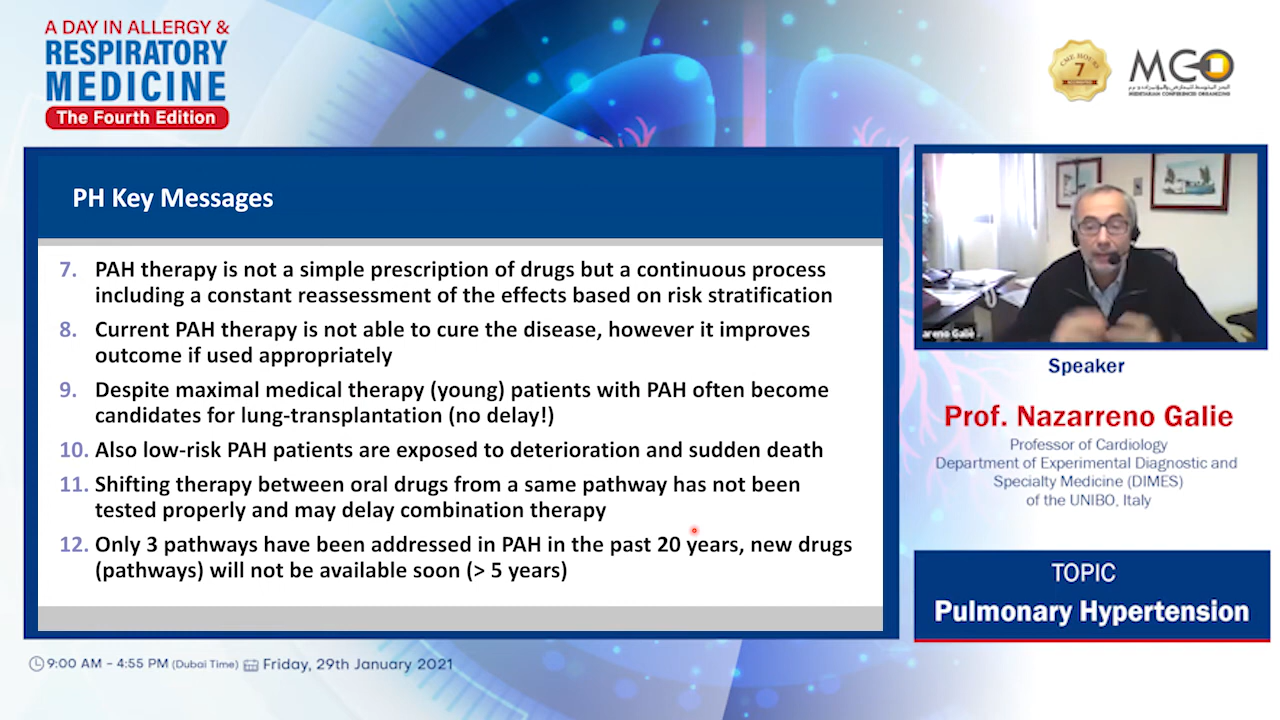 A DAY IN ALLERGY &
RESPIRATORY
MEDICINE
The Fourth Edition
7
MCO
MEDITARIAN CONFERENCES ORGANIZING
PH Key Messages
7. PAH therapy is not a simple prescription of drugs but a continuous process
including a constant reassessment of the effects based on risk stratification
8. Current PAH therapy is not able to cure the disease, however it improves
outcome if used appropriately
9. Despite maximal medical therapy (young) patients with PAH often become
candidates for lung-transplantation (no delay!)
10. Also low-risk PAH patients are exposed to deterioration and sudden death
11. Shifting therapy between oral drugs from a same pathway has not been
tested properly and may delay combination therapy
12. Only 3 pathways have been addressed in PAH in the past 20 years, new drugs
(pathways) will not be available soon (> 5 years)
areno Galiè
Speaker
Prof. Nazarreno Galie
Professor of Cardiology
Department of Experimental Diagnostic and
Specialty Medicine (DIMES)
of the UNIBO, Italy
TOPIC
Pulmonary Hypertension
9:00 AM – 4:55 PM (Dubai Time) Friday, 29th January 2021